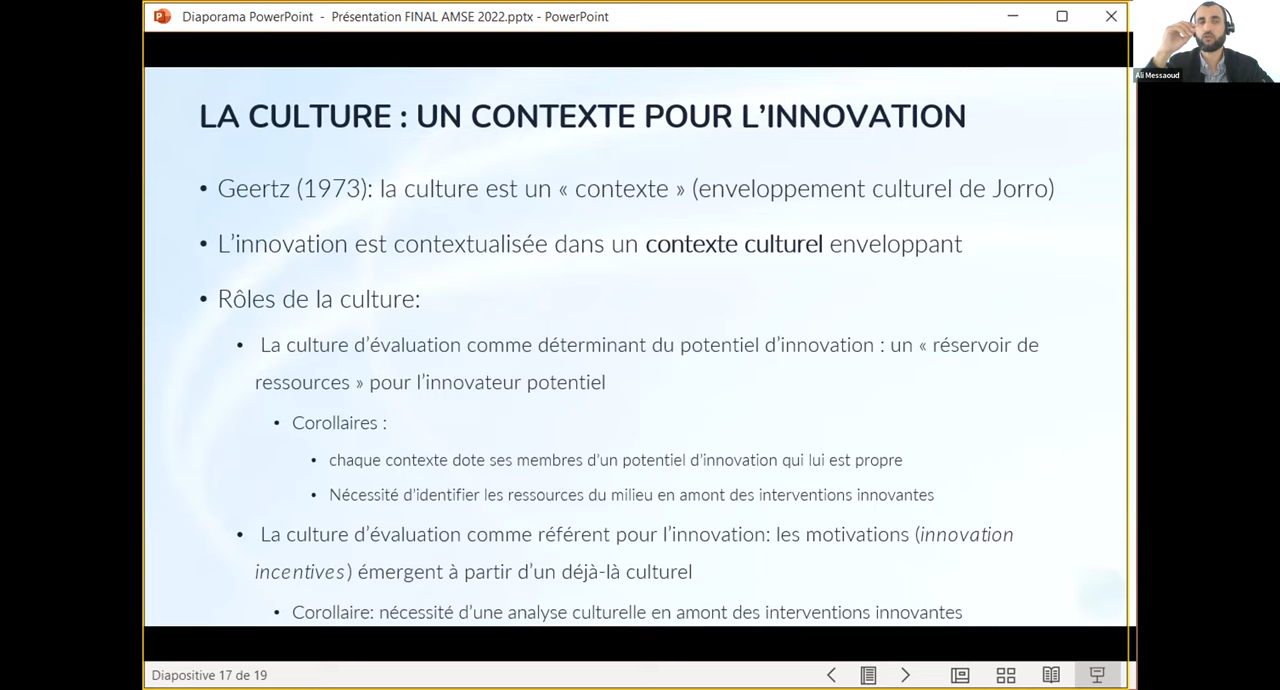 Diaporama PowerPoint - Présentation FINAL AMSE 2022.pptx - PowerPoint
Ali Messaoud
LA CULTURE : UN CONTEXTE POUR L’INNOVATION
• Geertz (1973): la culture est un « contexte » (enveloppement culturel de Jorro)
• L’innovation est contextualisée dans un contexte culturel enveloppant
• Rôles de la culture:
• La culture d’évaluation comme déterminant du potentiel d’innovation : un « réservoir de
ressources » pour l’innovateur potentiel
• Corollaires :
• chaque contexte dote ses membres d’un potentiel d’innovation qui lui est propre
• Nécessité d’identifier les ressources du milieu en amont des interventions innovantes
• La culture d’évaluation comme référent pour l’innovation: les motivations (innovation
incentives) émergent à partir d’un déjà-là culturel
• Corollaire: nécessité d’une analyse culturelle en amont des interventions innovantes
Diapositive 17 de 19